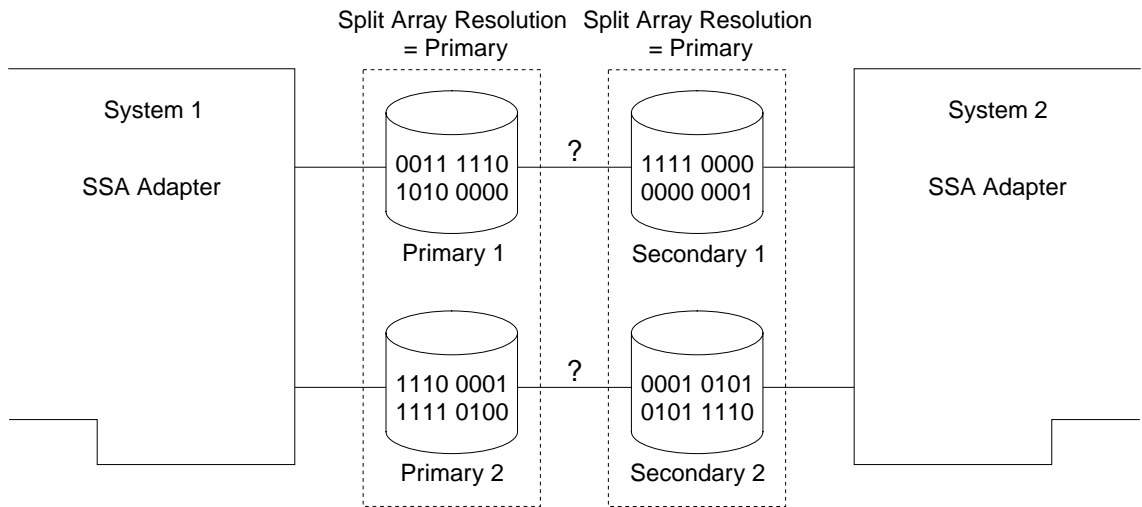 Split Array Resolution
= Primary
Split Array Resolution
= Primary
System 1
SSA Adapter
0011 1110
1010 0000
Primary 1
?
1111 0000
0000 0001
Secondary 1
System 2
SSA Adapter
1110 0001
1111 0100
Primary 2
?
0001 0101
0101 1110
Secondary 2